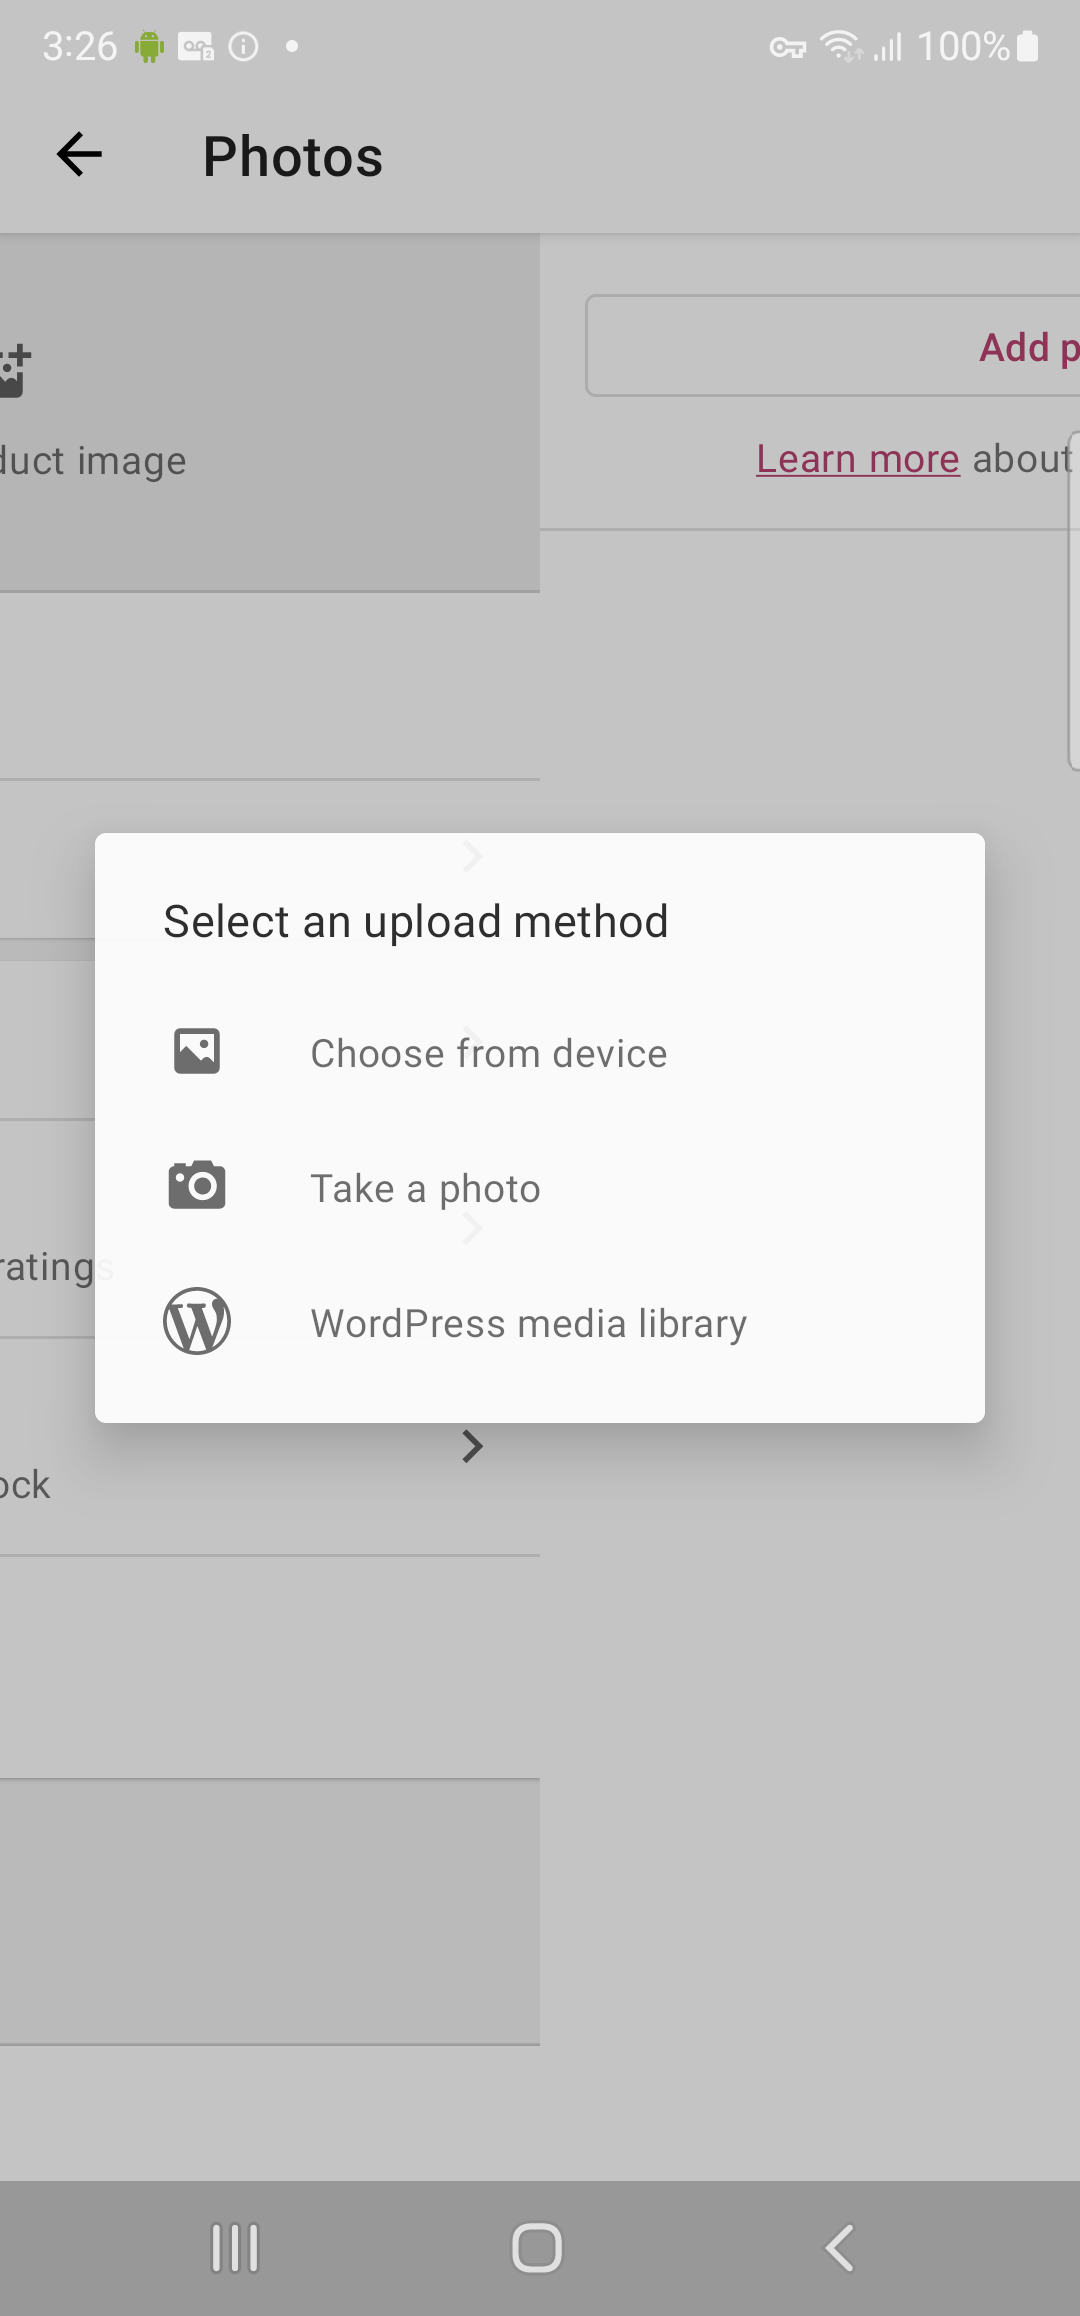 3:26
100%
Photos
Add p
duct image
Learn more about
Select an upload method
Choose from device
Take a photo
ratings
WordPress media library
ock